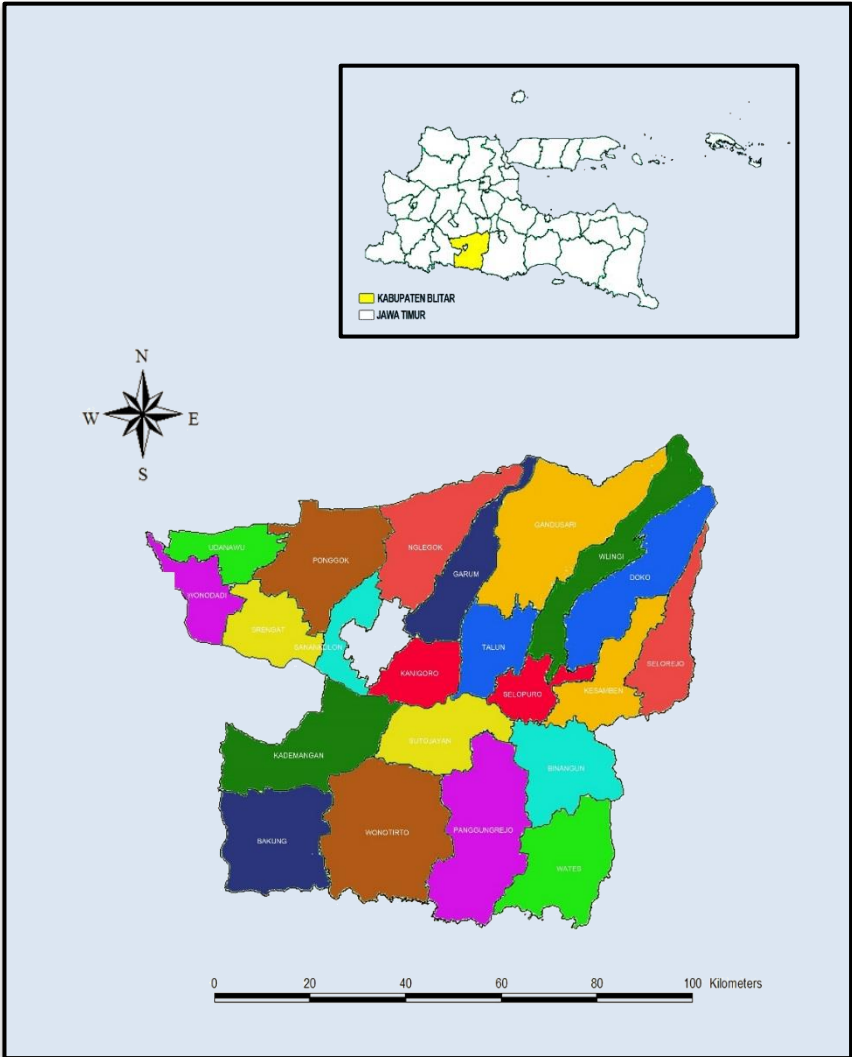 KABUPATEN BLITAR
JAWA TIMUR
N
W E
S
UDANAWU
PONGGOK
NGLEGOK
GANDUSARI
WLINGI
GARUM
DOKO
WONODADI
SRENGAT
SANANKULON
TALUN
SELOREJO
KANIGORO
SELOPURO
KESAMBEN
SUTOJAYAN
KADEMANGAN
BINANGUN
BAKUNG
WONOTIRTO
PANGGUNGREJO
WATES
0 20 40 60 80 100 Kilometers